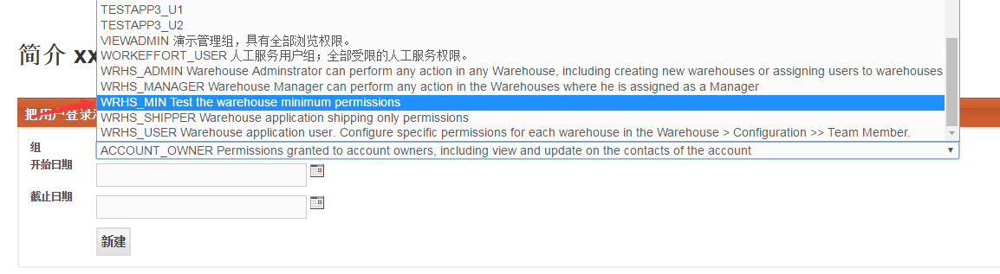 TESTAPP3_U1
TESTAPP3_U2
VIEWADMIN 演示管理组，具有全部浏览权限。
简介 xx
WORKEFFORT_USER 人工服务用户组；全部受限的人工服务权限。
WRHS_ADMIN Warehouse Adminstrator can perform any action in any Warehouse, including creating new warehouses or assigning users to warehouses
WRHS_MANAGER Warehouse Manager can perform any action in the Warehouses where he is assigned as a Manager
WRHS_MIN Test the warehouse minimum permissions
把用户登录
WRHS_SHIPPER Warehouse application shipping only permissions
WRHS_USER Warehouse application user. Configure specific permissions for each warehouse in the Warehouse > Configuration >> Team Member.
组
ACCOUNT_OWNER Permissions granted to account owners, including view and update on the contacts of the account
开始日期
截止日期
新建